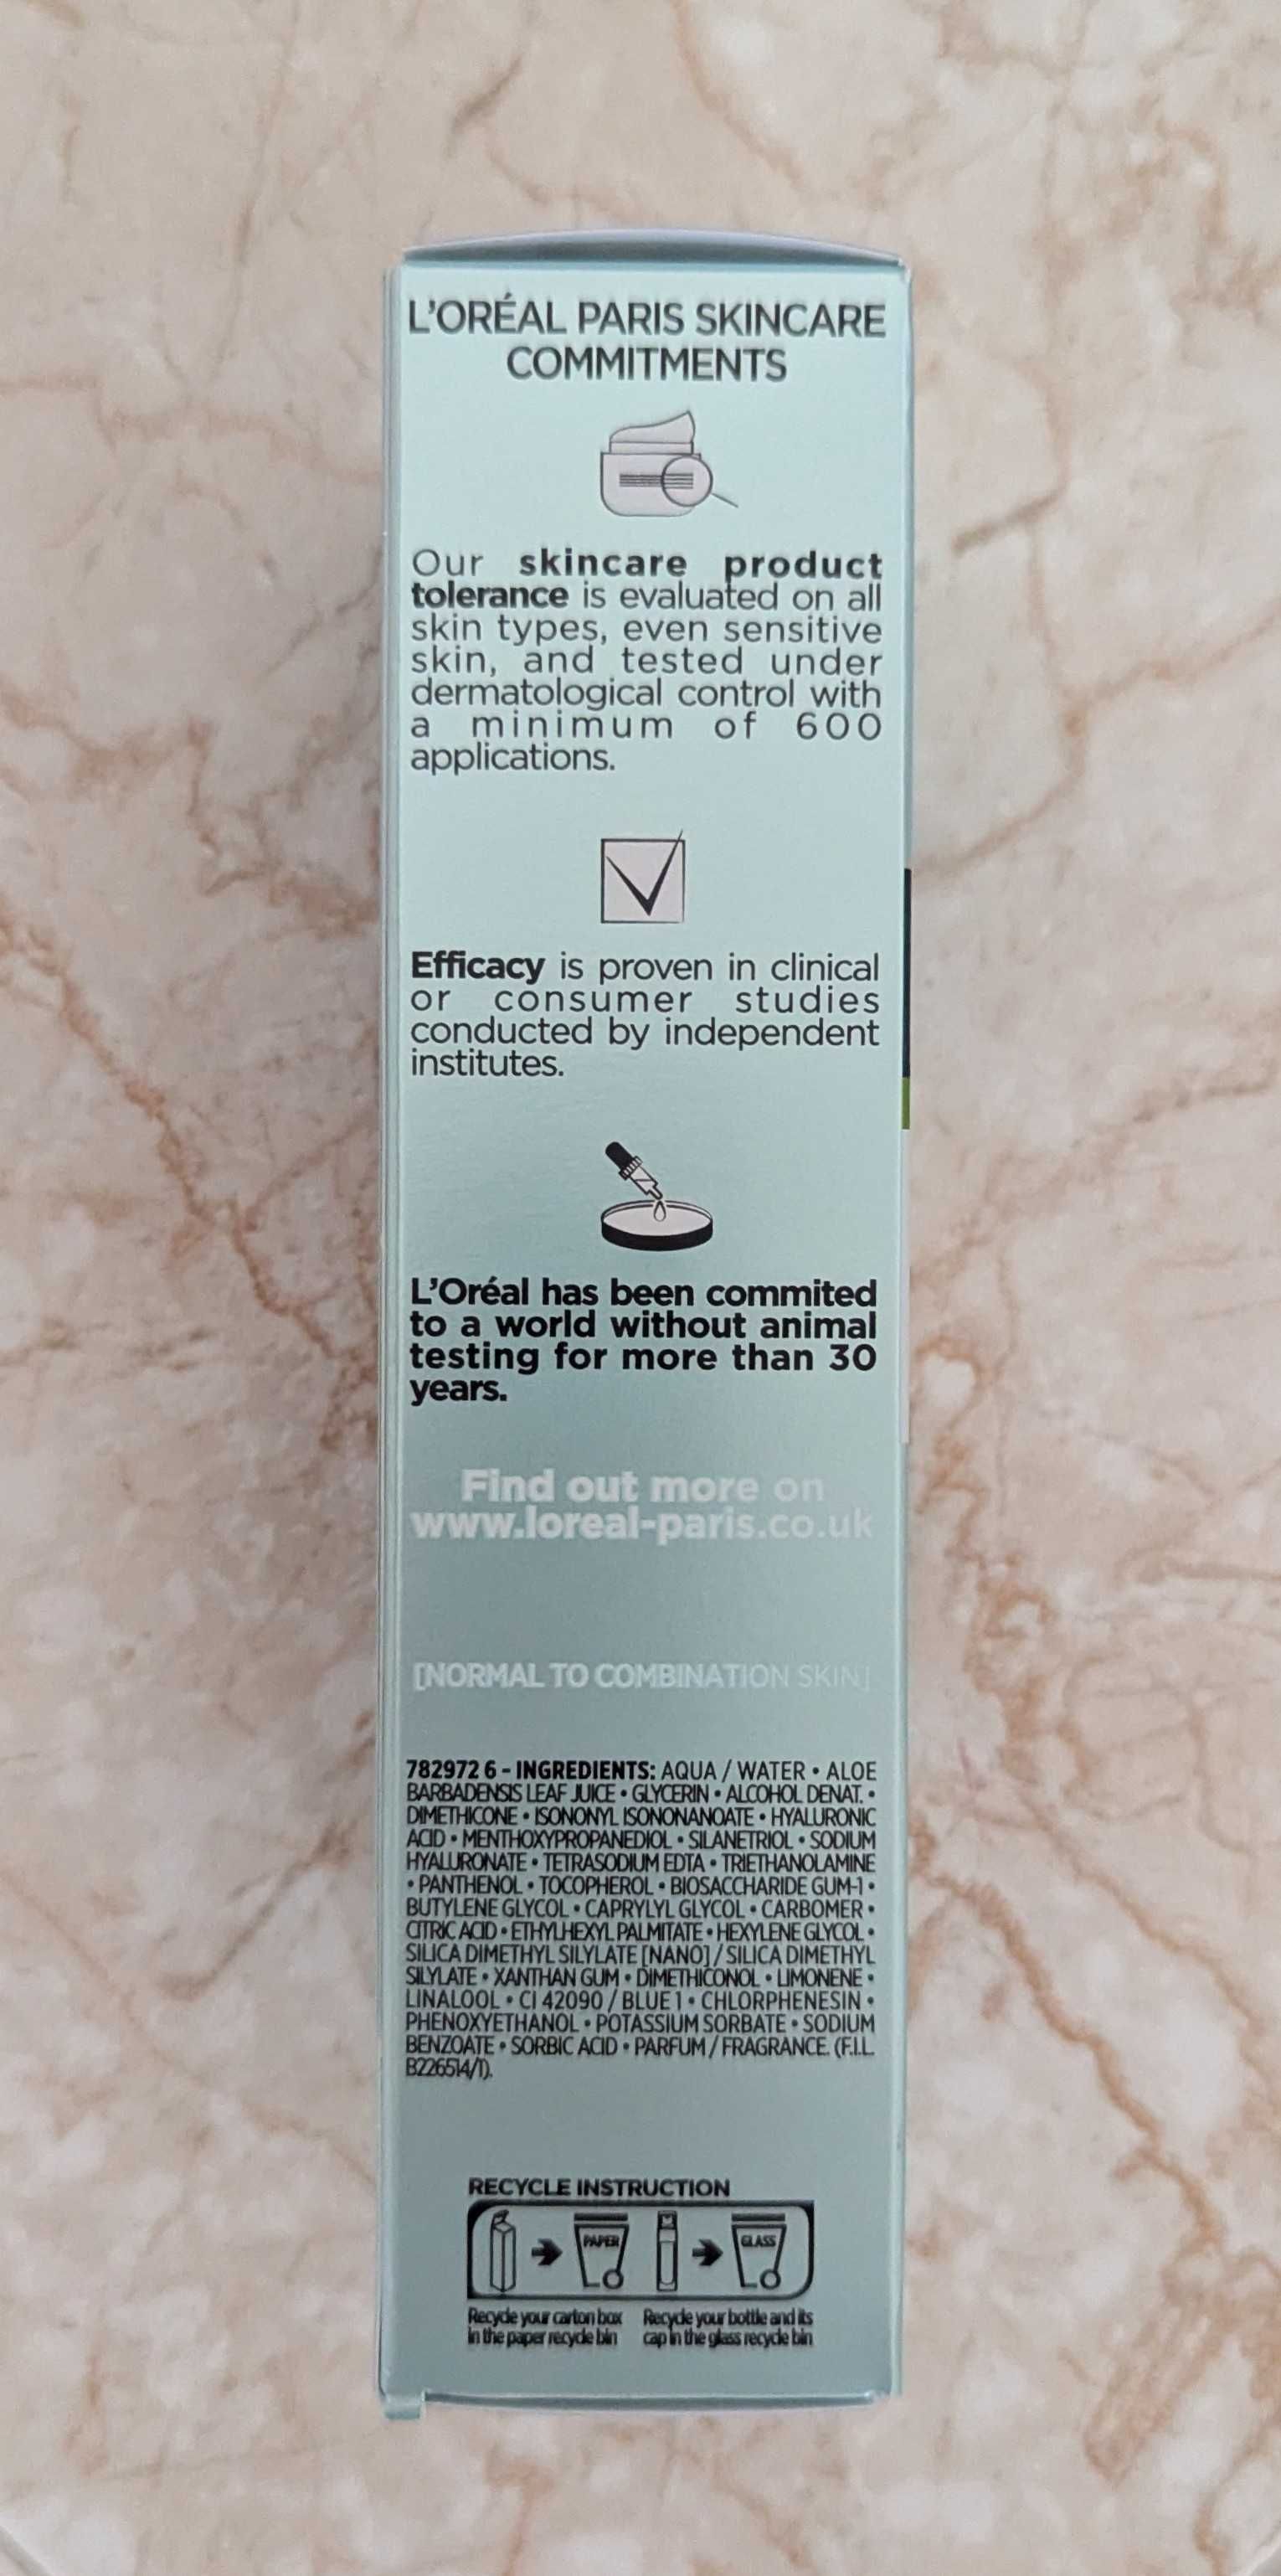 L'ORÉAL PARIS SKINCARE
COMMITMENTS
Our skincare product
tolerance is evaluated on all
skin types, even sensitive
skin, and tested under
dermatological control with
a minimum of 600
applications.
Efficacy is proven in clinical
or consumer studies
conducted by independent
institutes.
L'Oréal has been commited
to a world without animal
testing for more than 30
years.
Find out more on
www.loreal-paris.co.uk
[NORMAL TO COMBINATION SKIN]
782972 6 - INGREDIENTS: AQUA / WATER • ALOE
BARBADENSIS LEAF JUICE • GLYCERIN • ALCOHOL DENAT. •
DIMETHICONE • ISONONYL ISONONANOATE • HYALURONIC
ACID • MENTHOXYPROPANEDIOL • SILANETRIOL • SODIUM
HYALURONATE • TETRASODIUM EDTA • TRIETHANOLAMINE
• PANTHENOL • TOCOPHEROL • BIOSACCHARIDE GUM-1 •
BUTYLENE GLYCOL • CAPRYLYL GLYCOL • CARBOMER •
CITRIC ACID • ETHYLHEXYL PALMITATE • HEXYLENE GLYCOL •
SILICA DIMETHYL SILYLATE [NANO] / SILICA DIMETHYL
SILYLATE • XANTHAN GUM • DIMETHICONOL • LIMONENE •
LINALOOL • CI 42090 / BLUE 1 • CHLORPHENESIN •
PHENOXYETHANOL • POTASSIUM SORBATE • SODIUM
BENZOATE • SORBIC ACID • PARFUM / FRAGRANCE. (F.I.L.
B226514/1).
RECYCLE INSTRUCTION
PAPER GLASS
Recycle your carton box Recycle your bottle and its
in the paper recycle bin cap in the glass recycle bin